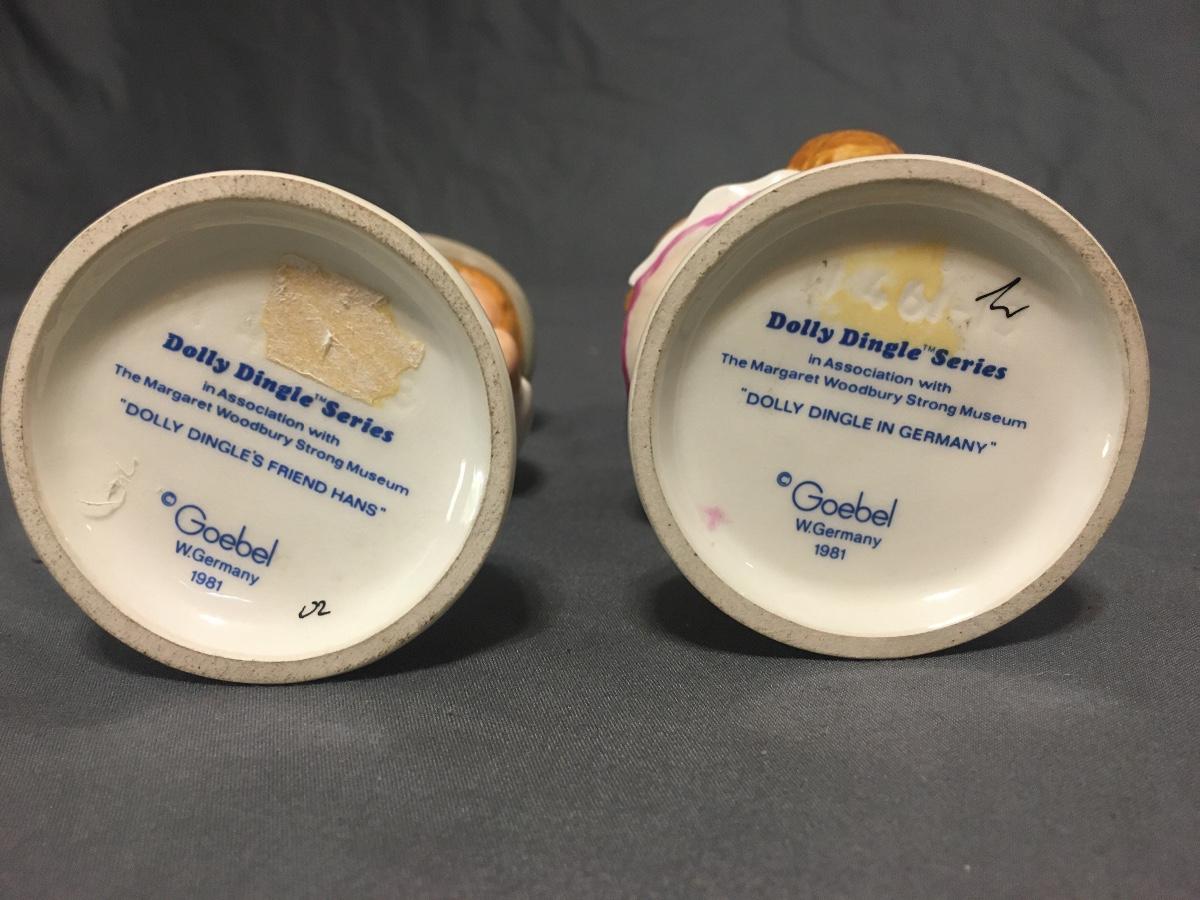 Dolly Dingle™ Series
in Association with
The Margaret Woodbury Strong Museum
"DOLLY DINGLE'S FRIEND HANS"
© Goebel
W.Germany
1981
Dolly Dingle™ Series
in Association with
The Margaret Woodbury Strong Museum
"DOLLY DINGLE IN GERMANY"
© Goebel
W.Germany
1981